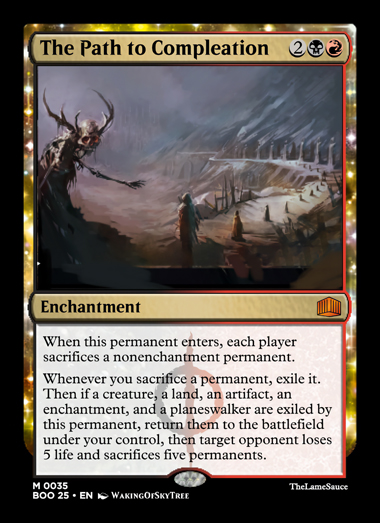 The Path to Compleation 2
Enchantment
When this permanent enters, each player
sacrifices a nonenchantment permanent.
Whenever you sacrifice a permanent, exile it.
Then if a creature, a land, an artifact, an
enchantment, and a planeswalker are exiled by
this permanent, return them to the battlefield
under your control, then target opponent loses
5 life and sacrifices five permanents.
M 0035
TheLameSauce
BOO 25 • EN WakingOfSkyTree